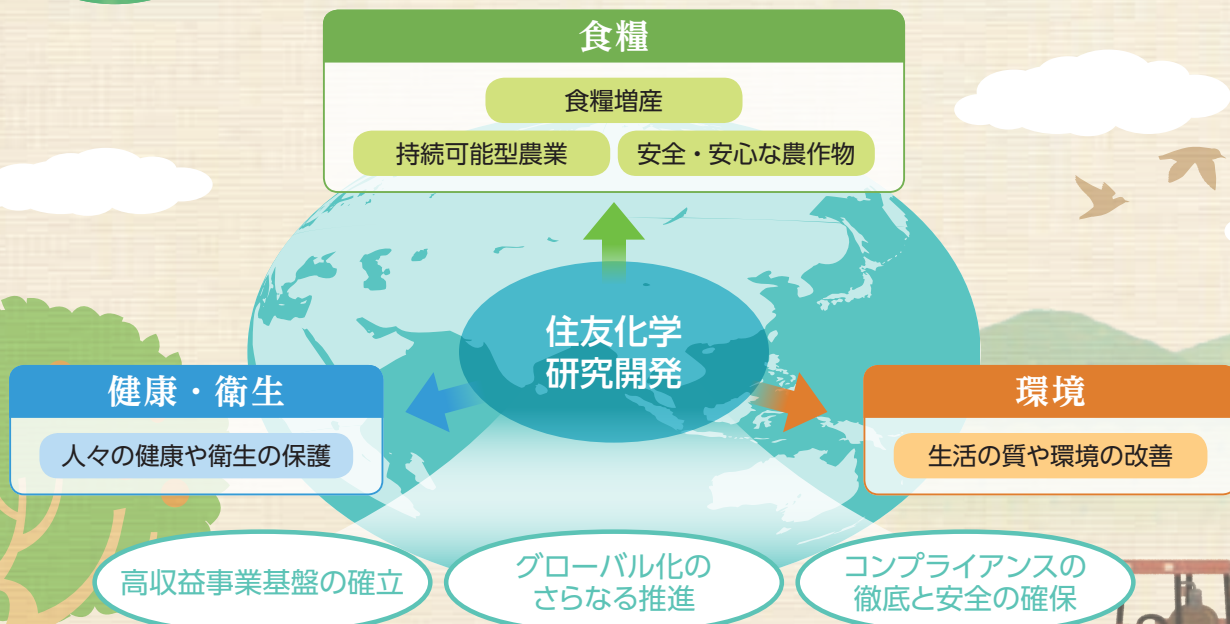 食糧
食糧増産
持続可能型農業
安全・安心な農作物
住友化学
研究開発
健康・衛生
人々の健康や衛生の保護
環境
生活の質や環境の改善
高収益事業基盤の確立
グローバル化の
さらなる推進
コンプライアンスの
徹底と安全の確保